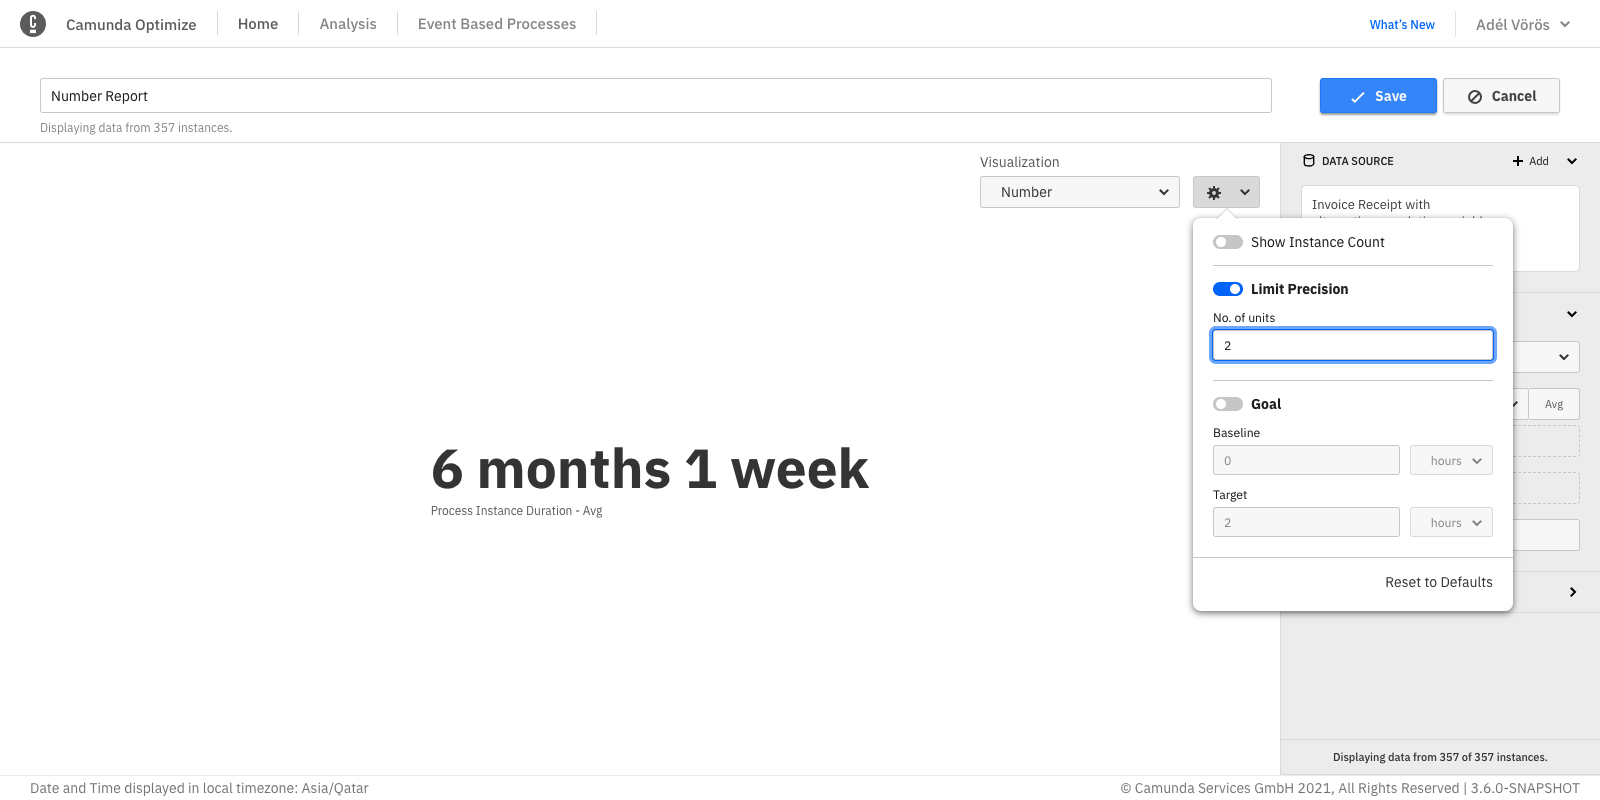 Camunda Optimize
Home
Analysis
Event Based Processes
What's New
Adél Vörös
Number Report
Save
Cancel
Displaying data from 357 instances.
Visualization
Number
DATA SOURCE
Add
Invoice Receipt with
Show Instance Count
Limit Precision
No. of units
2
Goal
Avg
Baseline
0
hours
Target
2
hours
Reset to Defaults
6 months 1 week
Process Instance Duration - Avg
Displaying data from 357 of 357 instances.
Date and Time displayed in local timezone: Asia/Qatar
© Camunda Services GmbH 2021, All Rights Reserved | 3.6.0-SNAPSHOT